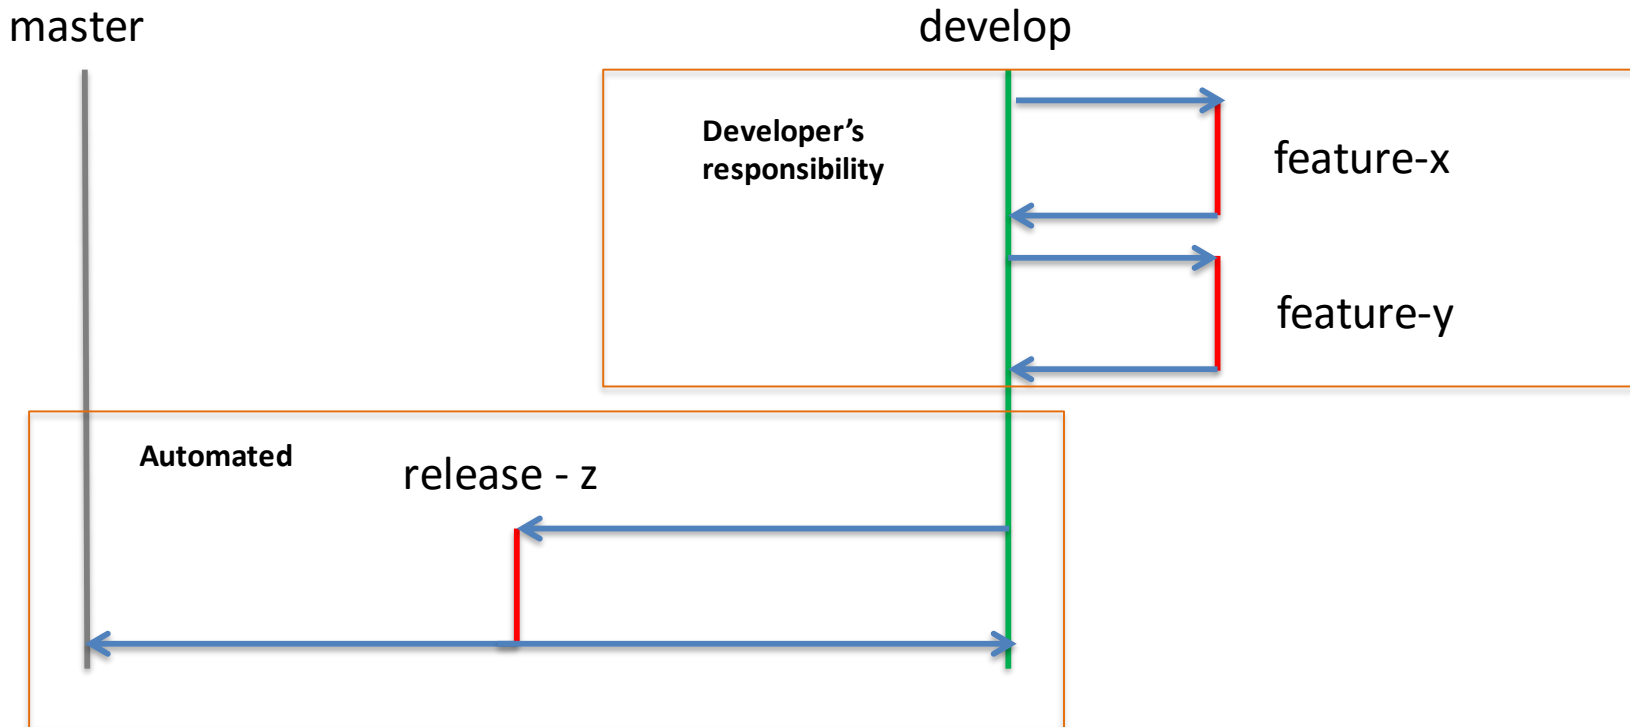 master
develop
Developer’s
responsibility
feature-x
feature-y
Automated
release - z